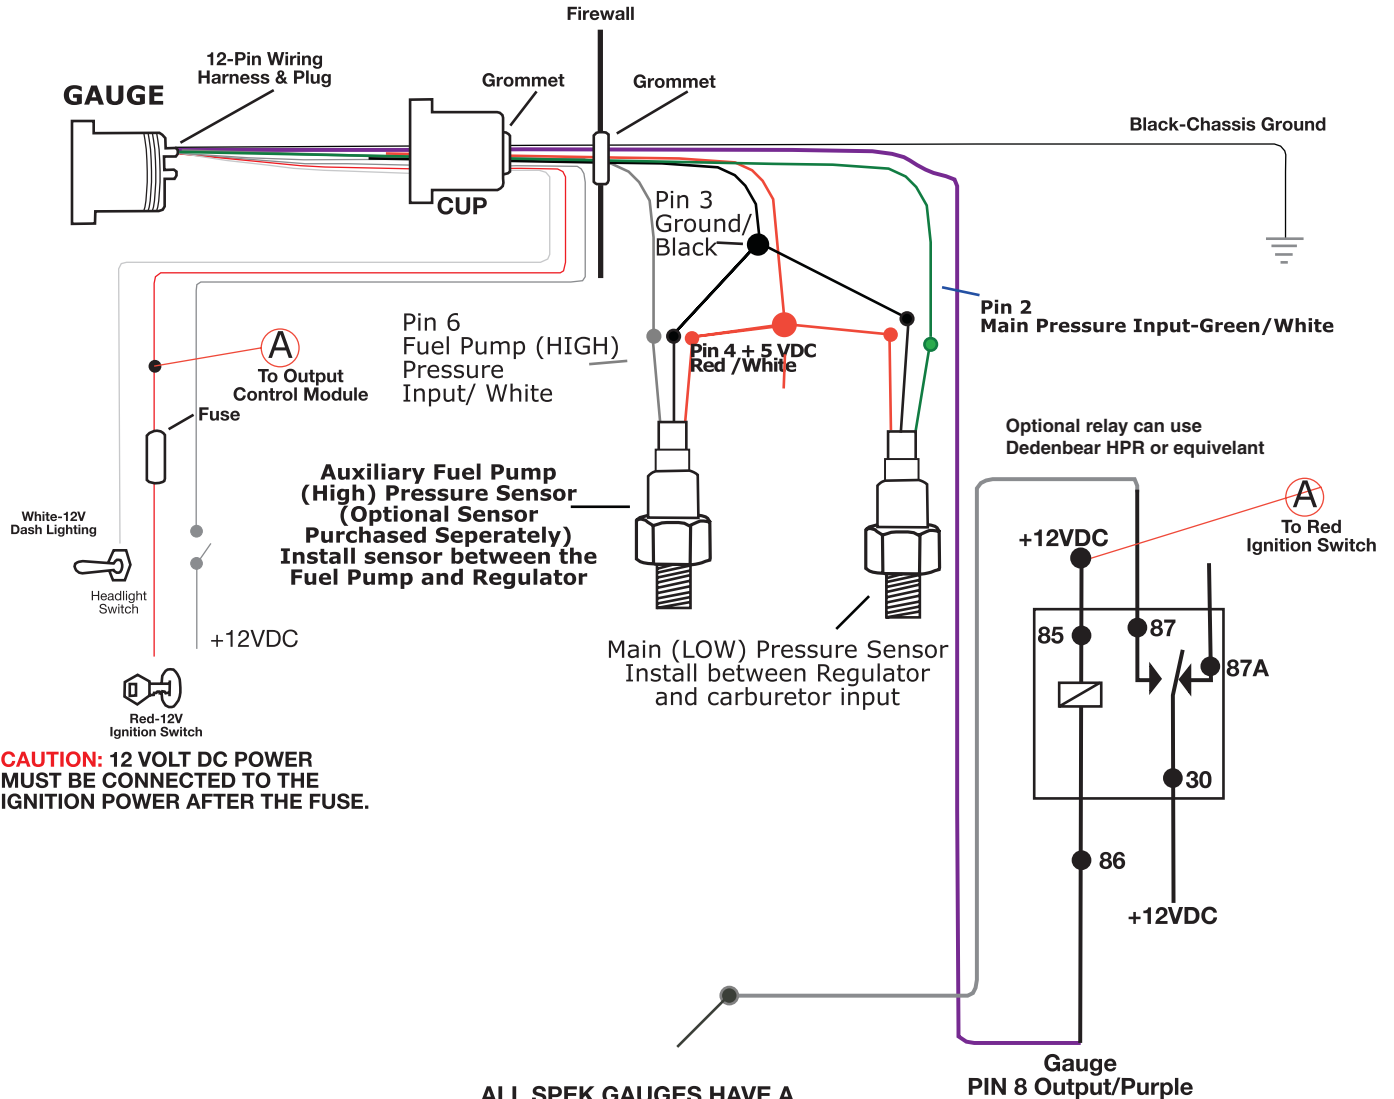 Firewall
12-Pin Wiring
Harness & Plug
GAUGE
Grommet
Grommet
Black-Chassis Ground
CUP
Pin 3
Ground/
Black
Pin 2
Main Pressure Input-Green/White
Pin 6
Fuel Pump (HIGH)
Pressure
Input/ White
Pin 4 + 5 VDC
Red /White
A
To Output
Control Module
Fuse
Optional relay can use
Dedenbear HPR or equivelant
Auxiliary Fuel Pump
(High) Pressure Sensor
(Optional Sensor
Purchased Seperately)
Install sensor between the
Fuel Pump and Regulator
A
To Red
Ignition Switch
+12VDC
White-12V
Dash Lighting
Headlight
Switch
+12VDC
85
87
87A
30
86
+12VDC
Main (LOW) Pressure Sensor
Install between Regulator
and carburetor input
Red-12V
Ignition Switch
CAUTION: 12 VOLT DC POWER
MUST BE CONNECTED TO THE
IGNITION POWER AFTER THE FUSE.
Gauge
PIN 8 Output/Purple
ALL SPEK GAUGES HAVE A